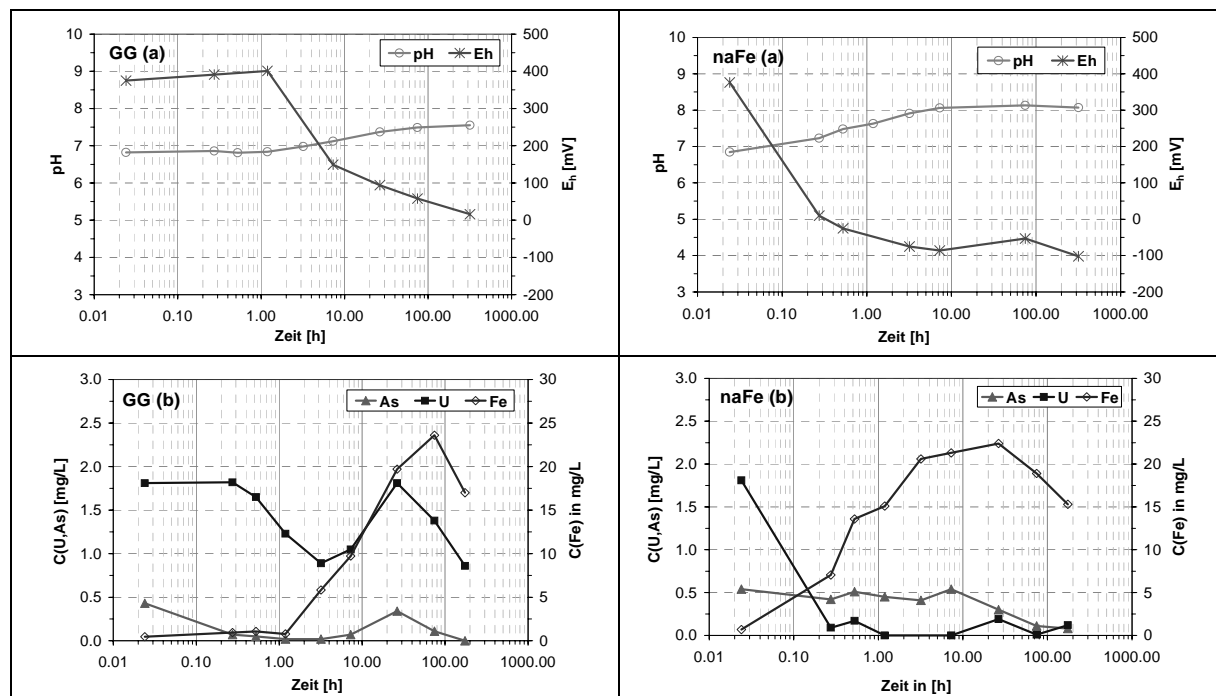 GG (a)
pH Eh
10
9
8
7
6
5
4
3
pH
500
400
300
200
100
0
-100
-200
Eh [mV]
0.01 0.10 1.00 10.00 100.00 1000.00
Zeit [h]
naFe (a)
pH Eh
10
9
8
7
6
5
4
3
pH
500
400
300
200
100
0
-100
-200
Eh [mV]
0.01 0.10 1.00 10.00 100.00 1000.00
Zeit [h]
GG (b)
As U Fe
3.0
2.5
2.0
1.5
1.0
0.5
0.0
C(U,As) [mg/L]
30
25
20
15
10
5
0
C(Fe) in mg/L
0.01 0.10 1.00 10.00 100.00 1000.00
Zeit [h]
naFe (b)
As U Fe
3.0
2.5
2.0
1.5
1.0
0.5
0.0
C(U,As) [mg/L]
30
25
20
15
10
5
0
C(Fe) in mg/L
0.01 0.10 1.00 10.00 100.00 1000.00
Zeit in [h]